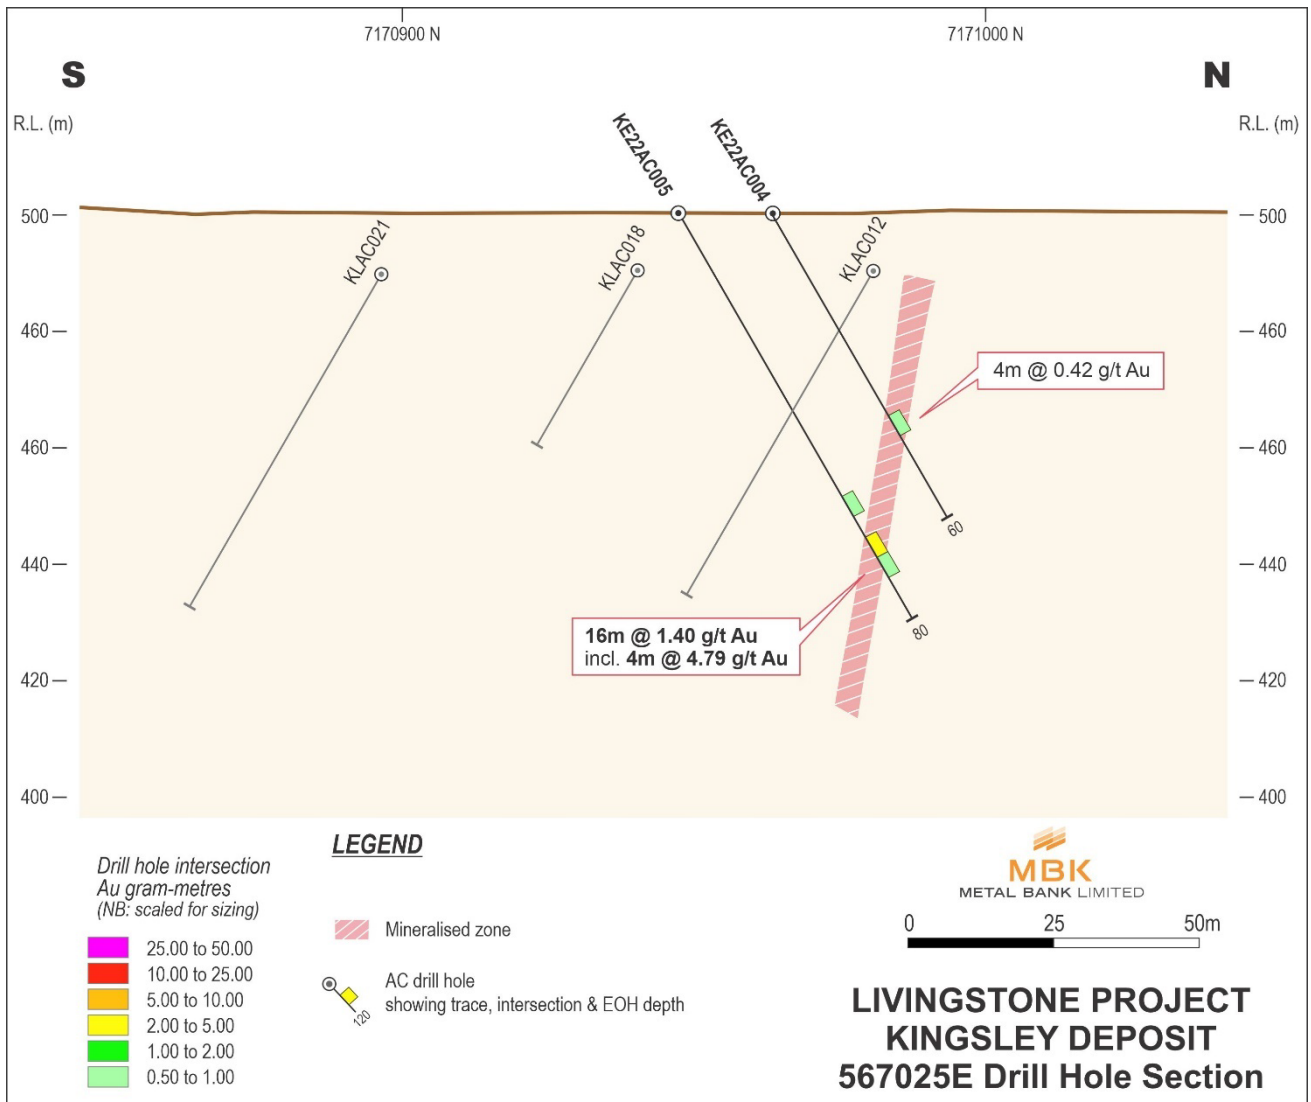 7170900 N
7171000 N
S
N
R.L. (m)
R.L. (m)
KE22AC005
KE22AC004
500
500
KLAC021
KLAC018
KLAC012
460
460
4m @ 0.42 g/t Au
460
460
60
440
440
80
16m @ 1.40 g/t Au
incl. 4m @ 4.79 g/t Au
420
420
400
400
Drill hole intersection
Au gram-metres
(NB: scaled for sizing)
25.00 to 50.00
10.00 to 25.00
5.00 to 10.00
2.00 to 5.00
1.00 to 2.00
0.50 to 1.00
LEGEND
Mineralised zone
AC drill hole
showing trace, intersection & EOH depth
120
MBK
METAL BANK LIMITED
0 25 50m
LIVINGSTONE PROJECT
KINGSLEY DEPOSIT
567025E Drill Hole Section